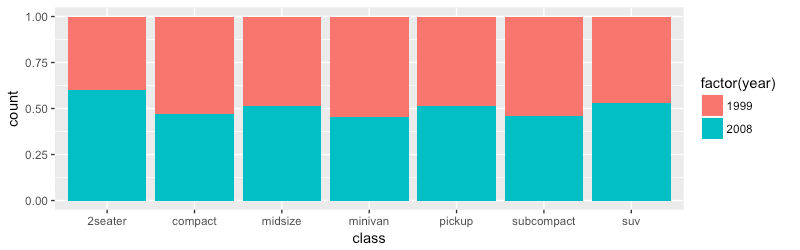 1.00
0.75
0.50
0.25
0.00
count
2seater compact midsize minivan pickup subcompact suv
class
factor(year)
1999
2008